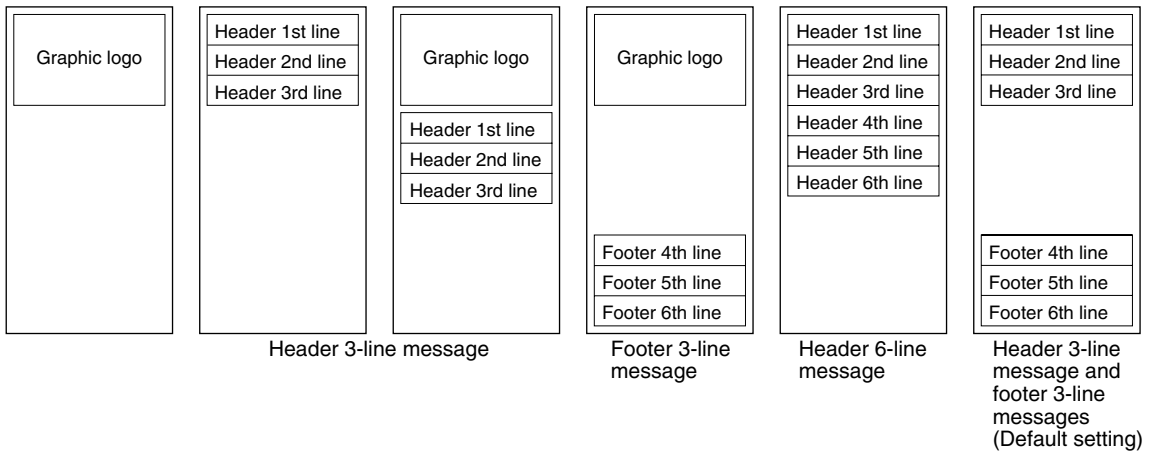 Graphic logo
Header 1st line
Header 2nd line
Header 3rd line
Graphic logo
Header 1st line
Header 2nd line
Header 3rd line
Header 3-line message
Graphic logo
Footer 4th line
Footer 5th line
Footer 6th line
Footer 3-line
message
Header 1st line
Header 2nd line
Header 3rd line
Header 4th line
Header 5th line
Header 6th line
Header 6-line
message
Header 1st line
Header 2nd line
Header 3rd line
Footer 4th line
Footer 5th line
Footer 6th line
Header 3-line
message and
footer 3-line
messages
(Default setting)